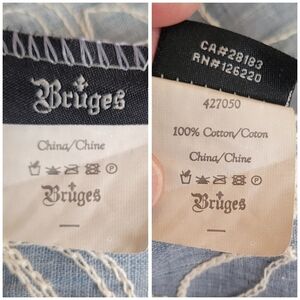 Bruges
China/Chine
Bruges
CA#28183
RN#126220
427050
100% Cotton/Coton
China/Chine
Bruges